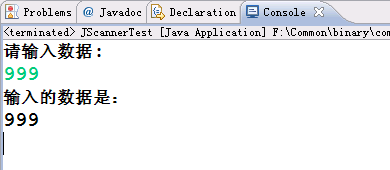 Problems @ Javadoc Declaration Console
<terminated> JScannerTest [Java Application] F:\Common\binary\com
请输入数据：
999
输入的数据是：
999